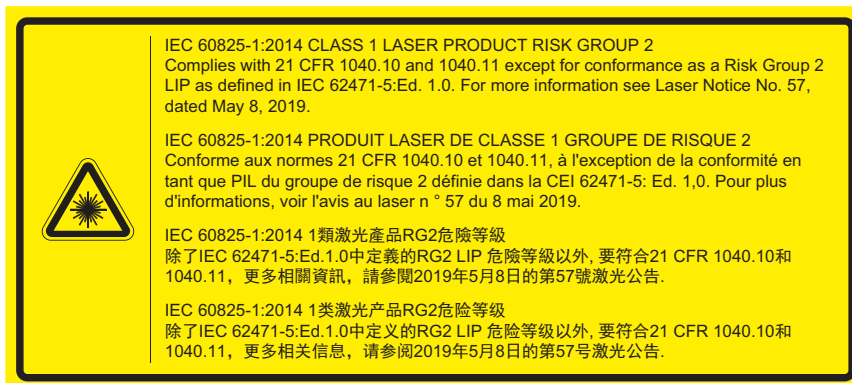 IEC 60825-1:2014 CLASS 1 LASER PRODUCT RISK GROUP 2
Complies with 21 CFR 1040.10 and 1040.11 except for conformance as a Risk Group 2
LIP as defined in IEC 62471-5:Ed. 1.0. For more information see Laser Notice No. 57,
dated May 8, 2019.
IEC 60825-1:2014 PRODUIT LASER DE CLASSE 1 GROUPE DE RISQUE 2
Conforme aux normes 21 CFR 1040.10 et 1040.11, à l'exception de la conformité en
tant que PIL du groupe de risque 2 définie dans la CEI 62471-5: Ed. 1,0. Pour plus
d'informations, voir l'avis au laser n ° 57 du 8 mai 2019.
IEC 60825-1:2014 1類激光產品RG2危險等級
除了IEC 62471-5:Ed.1.0中定義的RG2 LIP 危險等級以外, 要符合21 CFR 1040.10和
1040.11，更多相關資訊，請參閱2019年5月8日的第57號激光公告.
IEC 60825-1:2014 1类激光产品RG2危险等级
除了IEC 62471-5:Ed.1.0中定义的RG2 LIP 危险等級以外, 要符合21 CFR 1040.10和
1040.11，更多相关信息，请参阅2019年5月8日的第57号激光公告.